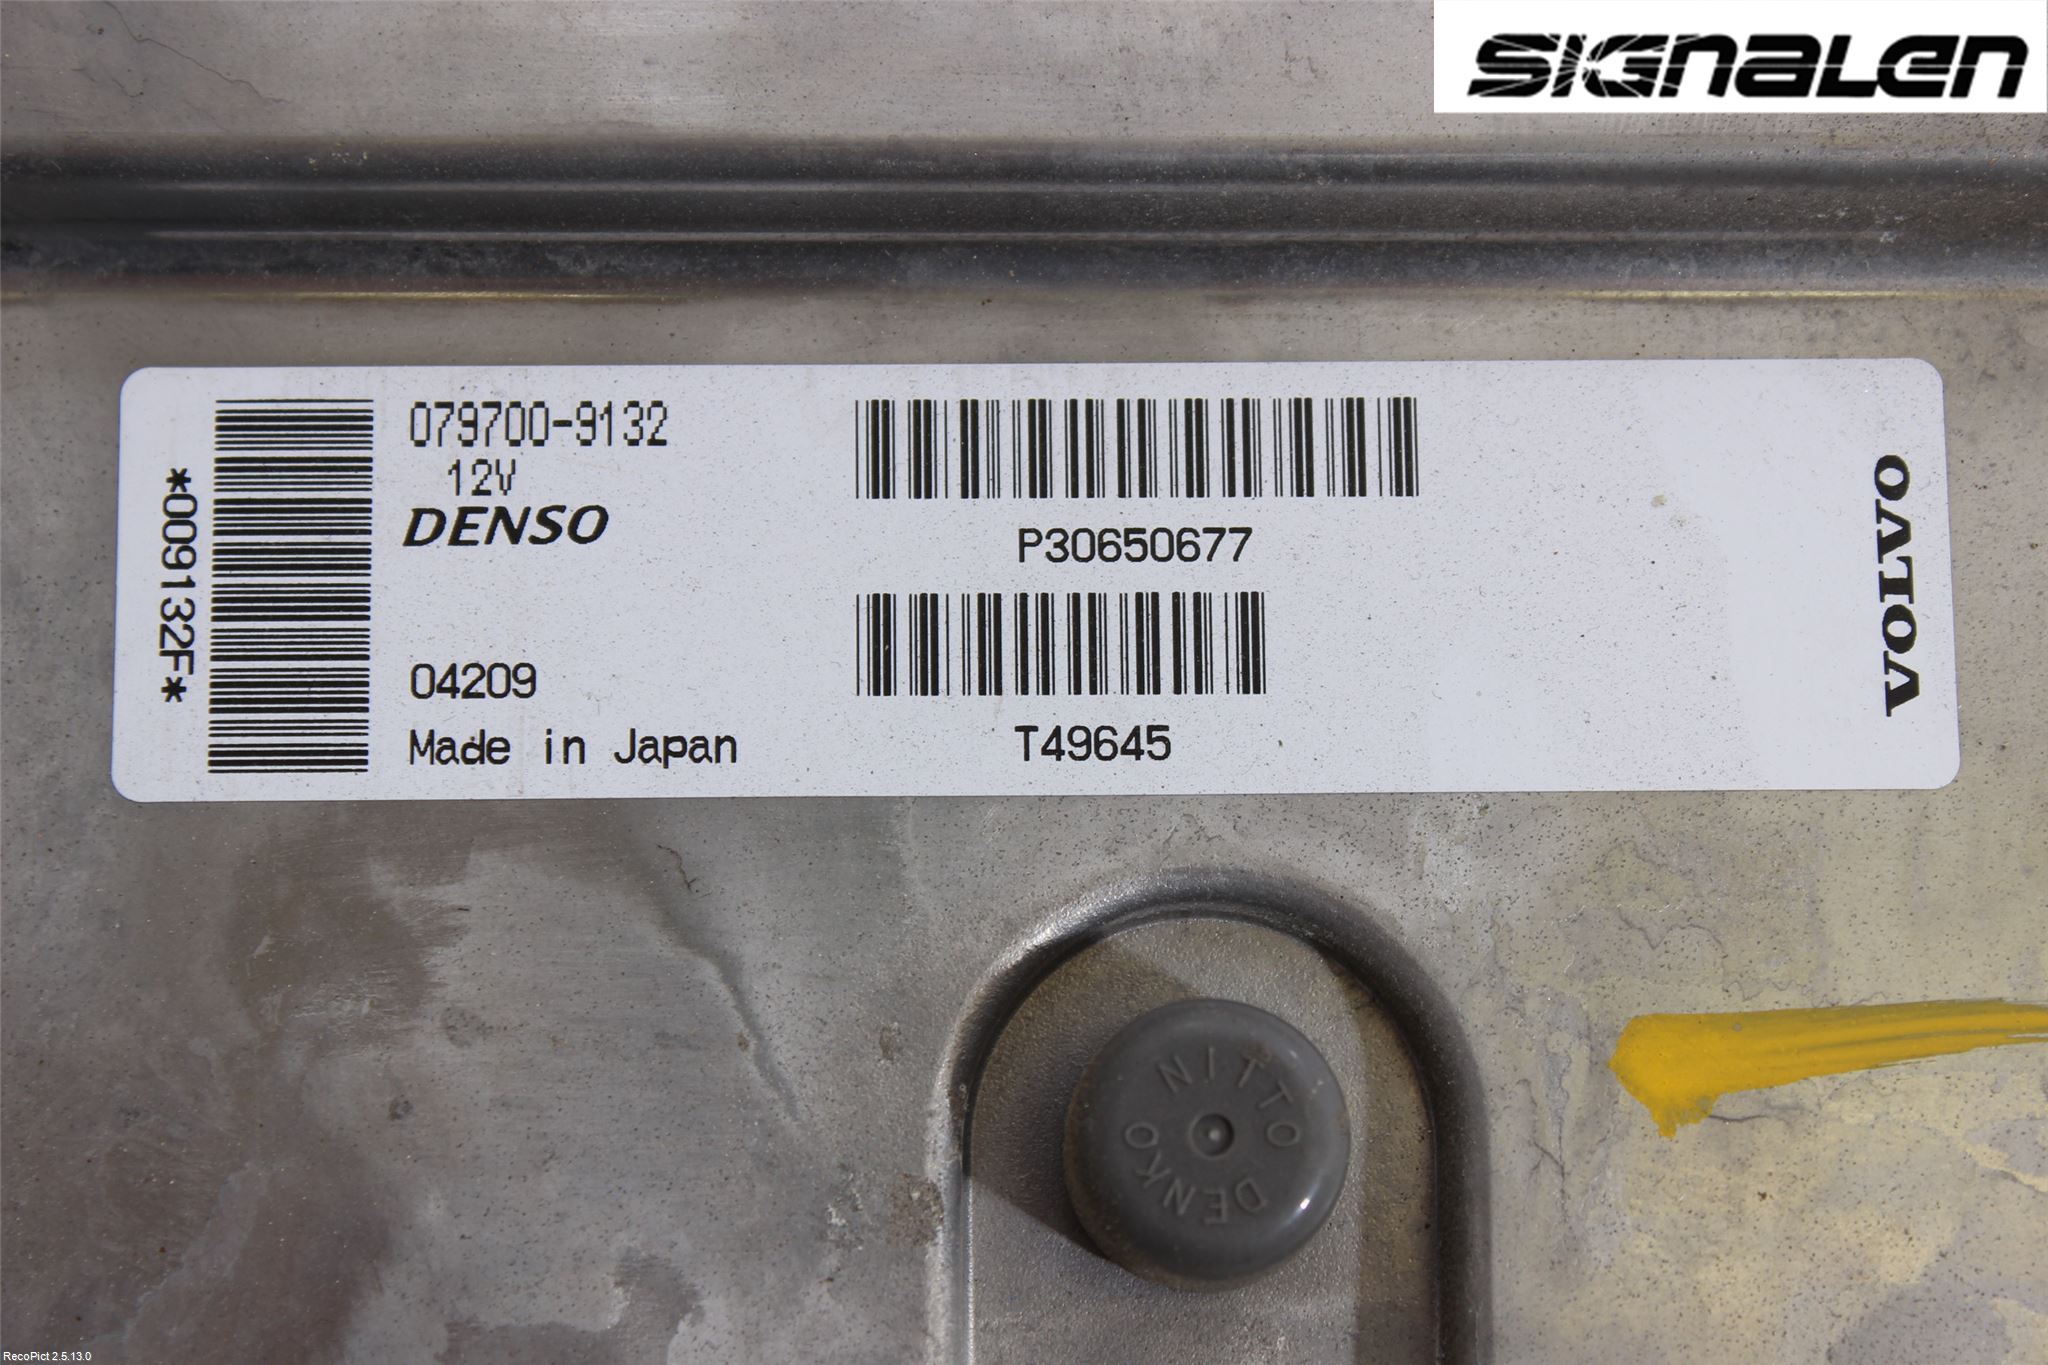 SIGNALEN
*009132F*
079700-9132
12V
DENSO
04209
Made in Japan
P30650677
T49645
VOLVO
NITTO DENKO
RecoPict 2.5.13.0